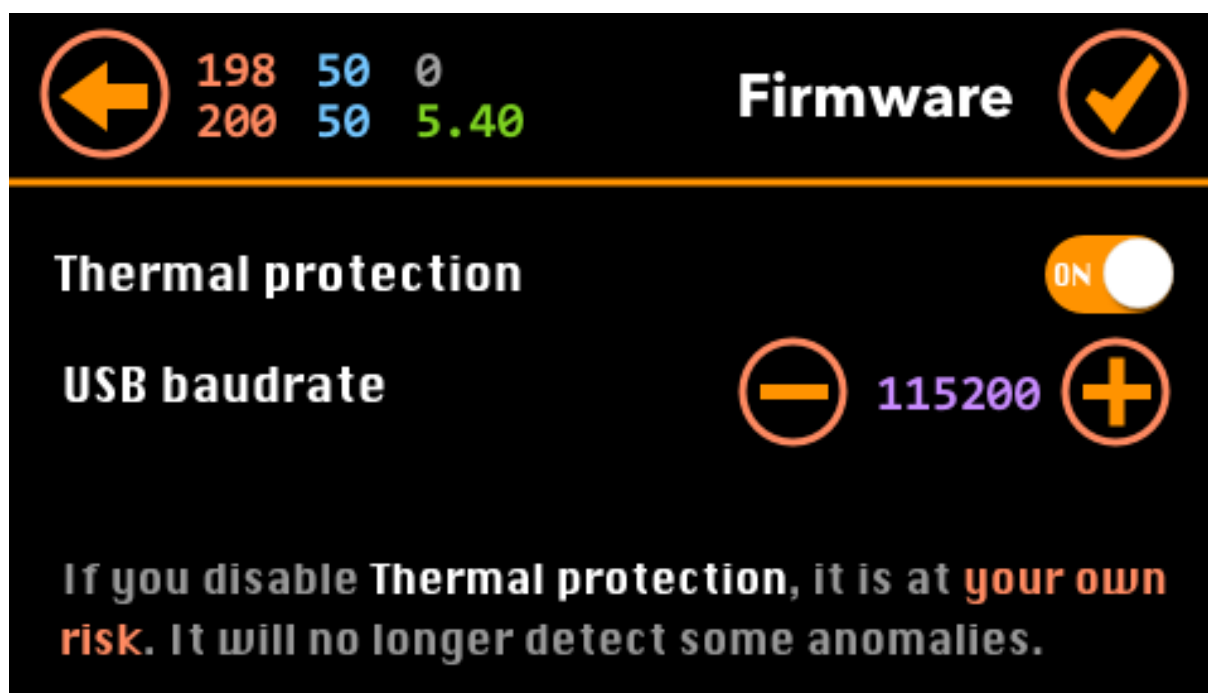 198 50 0
200 50 5.40
Firmware
Thermal protection
ON
USB baudrate
115200
If you disable Thermal protection, it is at your own
risk. It will no longer detect some anomalies.